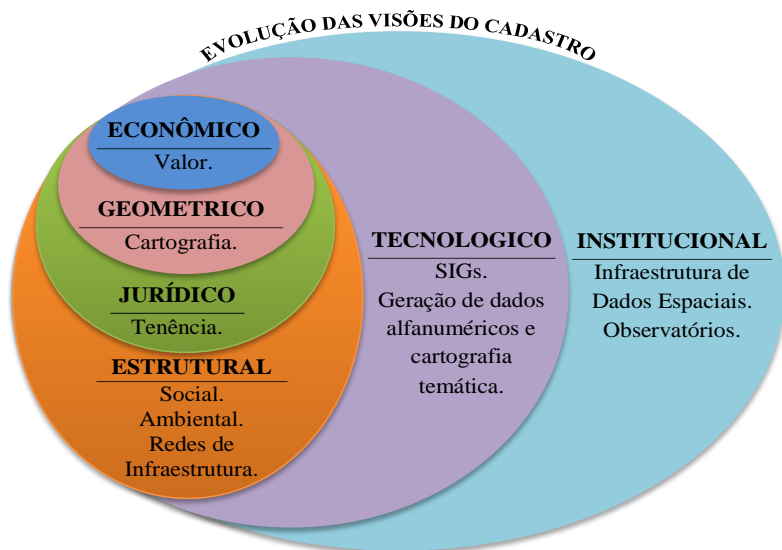 EVOLUÇÃO DAS VISÕES DO CADASTRO
ECONÔMICO
Valor.
GEOMETRICO
Cartografia.
JURÍDICO
Tenência.
ESTRUTURAL
Social.
Ambiental.
Redes de
Infraestrutura.
TECNOLOGICO
SIGs.
Geração de dados
alfanuméricos e
cartografia
temática.
INSTITUCIONAL
Infraestrutura de
Dados Espaciais.
Observatórios.